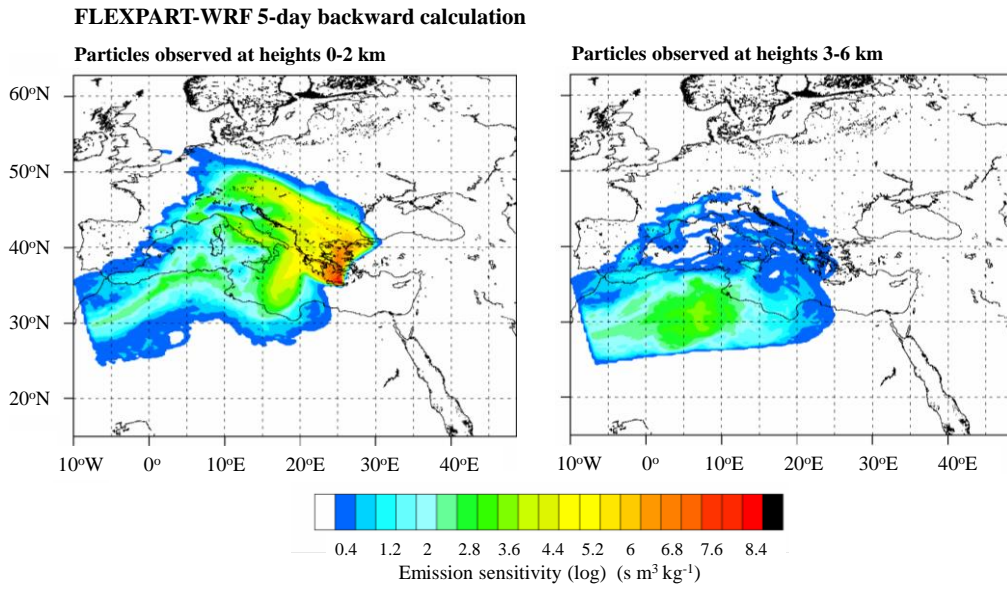 FLEXPART-WRF 5-day backward calculation
Particles observed at heights 0-2 km
Particles observed at heights 3-6 km
60°N
50°N
40°N
30°N
20°N
10°W 0° 10°E 20°E 30°E 40°E
10°W 0° 10°E 20°E 30°E 40°E
0.4 1.2 2 2.8 3.6 4.4 5.2 6 6.8 7.6 8.4
Emission sensitivity (log) (s m³ kg⁻¹)